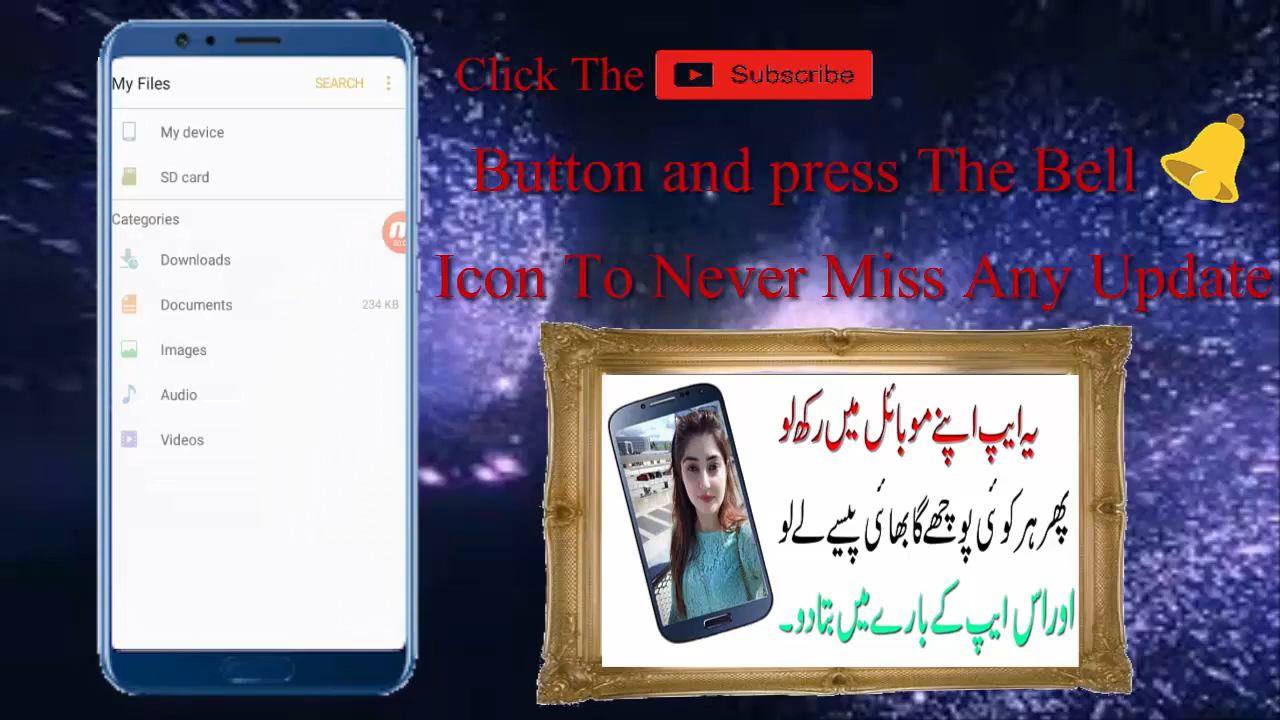 My Files
SEARCH
My device
SD card
Categories
Downloads
Documents
234 KB
Images
Audio
Videos
Click The Subscribe
Button and press The Bell
Icon To Never Miss Any Update
یہ ایپ اپنے موبائل میں رکھ لو
پھر ہر کوئی پوچھے گا بھائی پیسے لے لو
اور اس ایپ کے بارے میں بتا دو۔